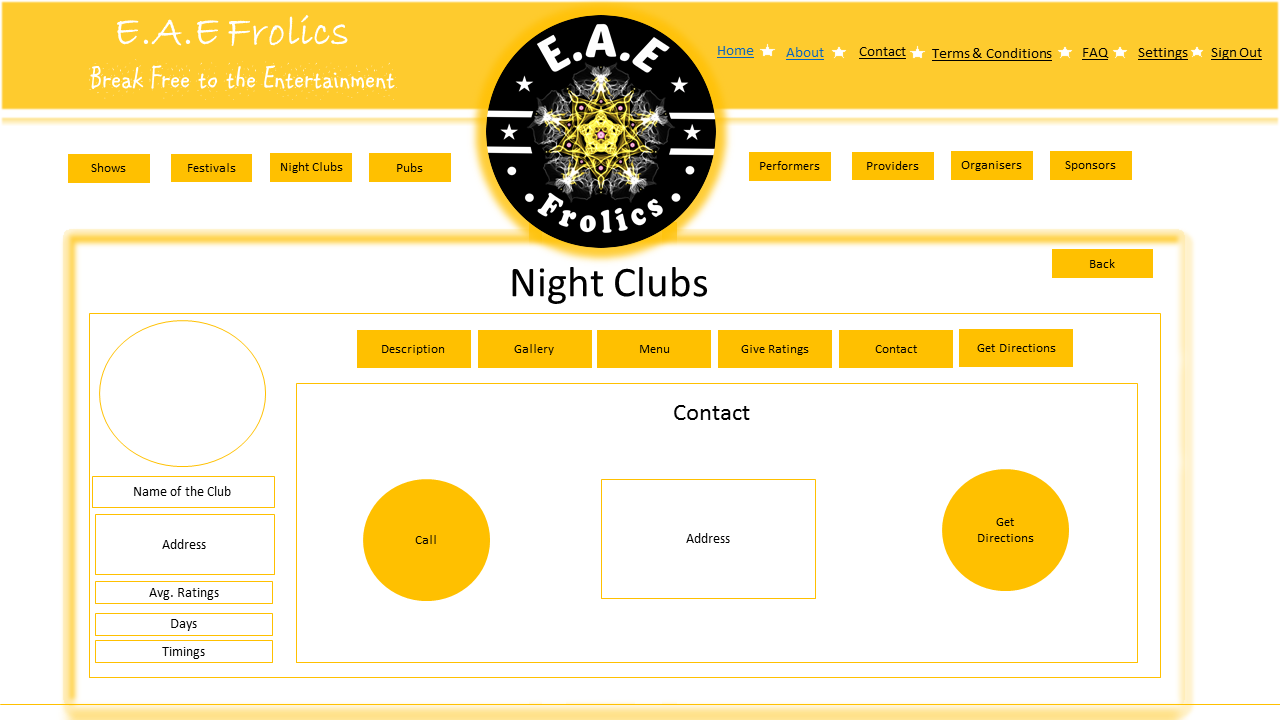 E.A.E Frolics
Break Free to the Entertainment
E.A.E
Frolics
Home
About
Contact
Terms & Conditions
FAQ
Settings
Sign Out
Shows
Festivals
Night Clubs
Pubs
Performers
Providers
Organisers
Sponsors
Back
Night Clubs
Description
Gallery
Menu
Give Ratings
Contact
Get Directions
Name of the Club
Address
Avg. Ratings
Days
Timings
Contact
Call
Address
Get
Directions